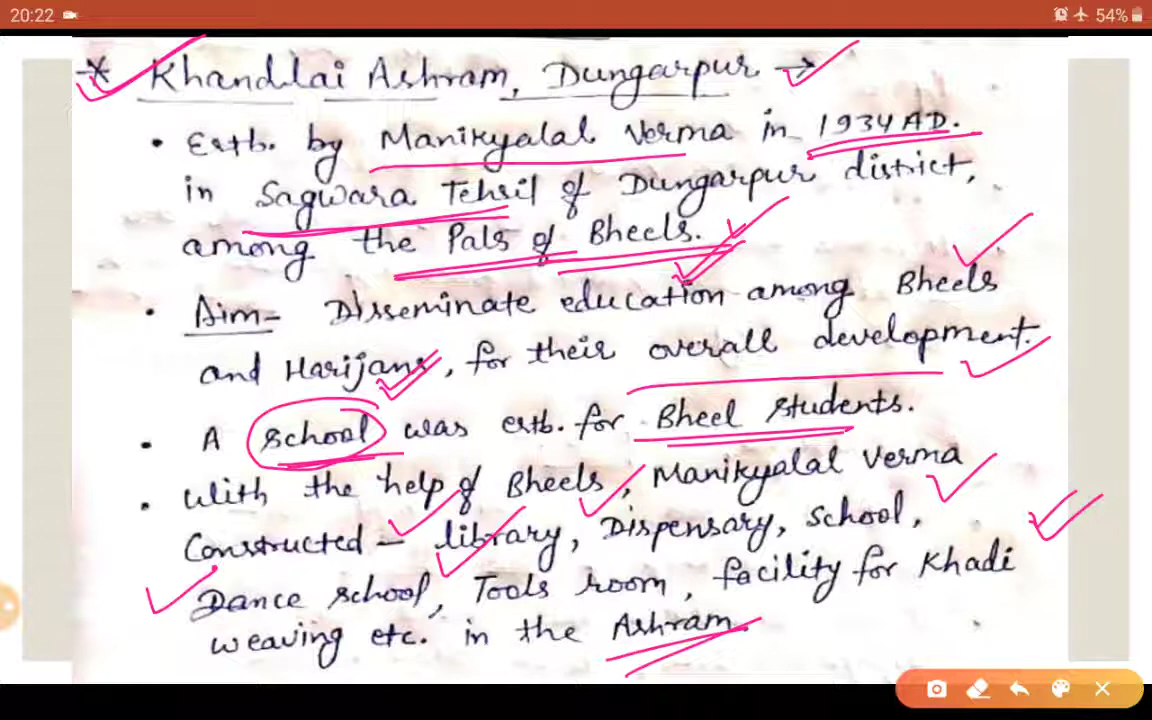 20:22
54%
* Khandlai Ashram, Dungarpur →
• Estb. by Manikyalal Verma in 1934 AD.
in Sagwara Tehsil of Dungarpur district,
among the Pals of Bheels.
• Aim- Disseminate education among Bheels
and Harijans, for their overall development.
• A school was estb. for Bheel students.
• With the help of Bheels, Manikyalal Verma
Constructed – library, Dispensary, School,
Dance school, Tools room, facility for Khadi
weaving etc. in the Ashram.